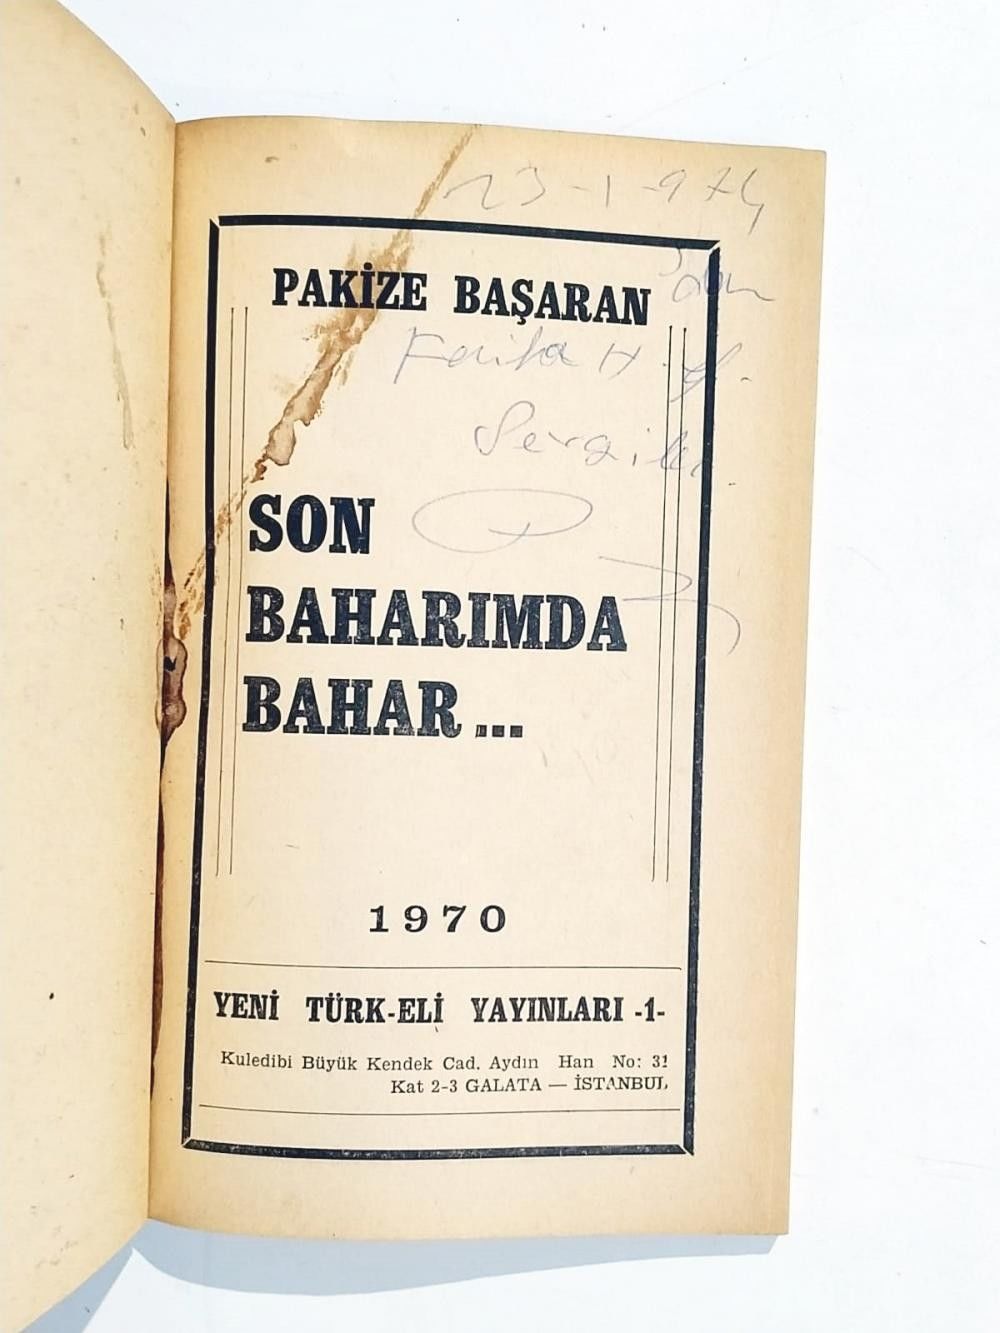 23-1-974
PAKİZE BAŞARAN
SON
BAHARIMDA
BAHAR...
1970
YENİ TÜRK-ELİ YAYINLARI -1-
Kuledibi Büyük Kendek Cad. Aydın Han No: 31
Kat 2-3 GALATA — İSTANBUL